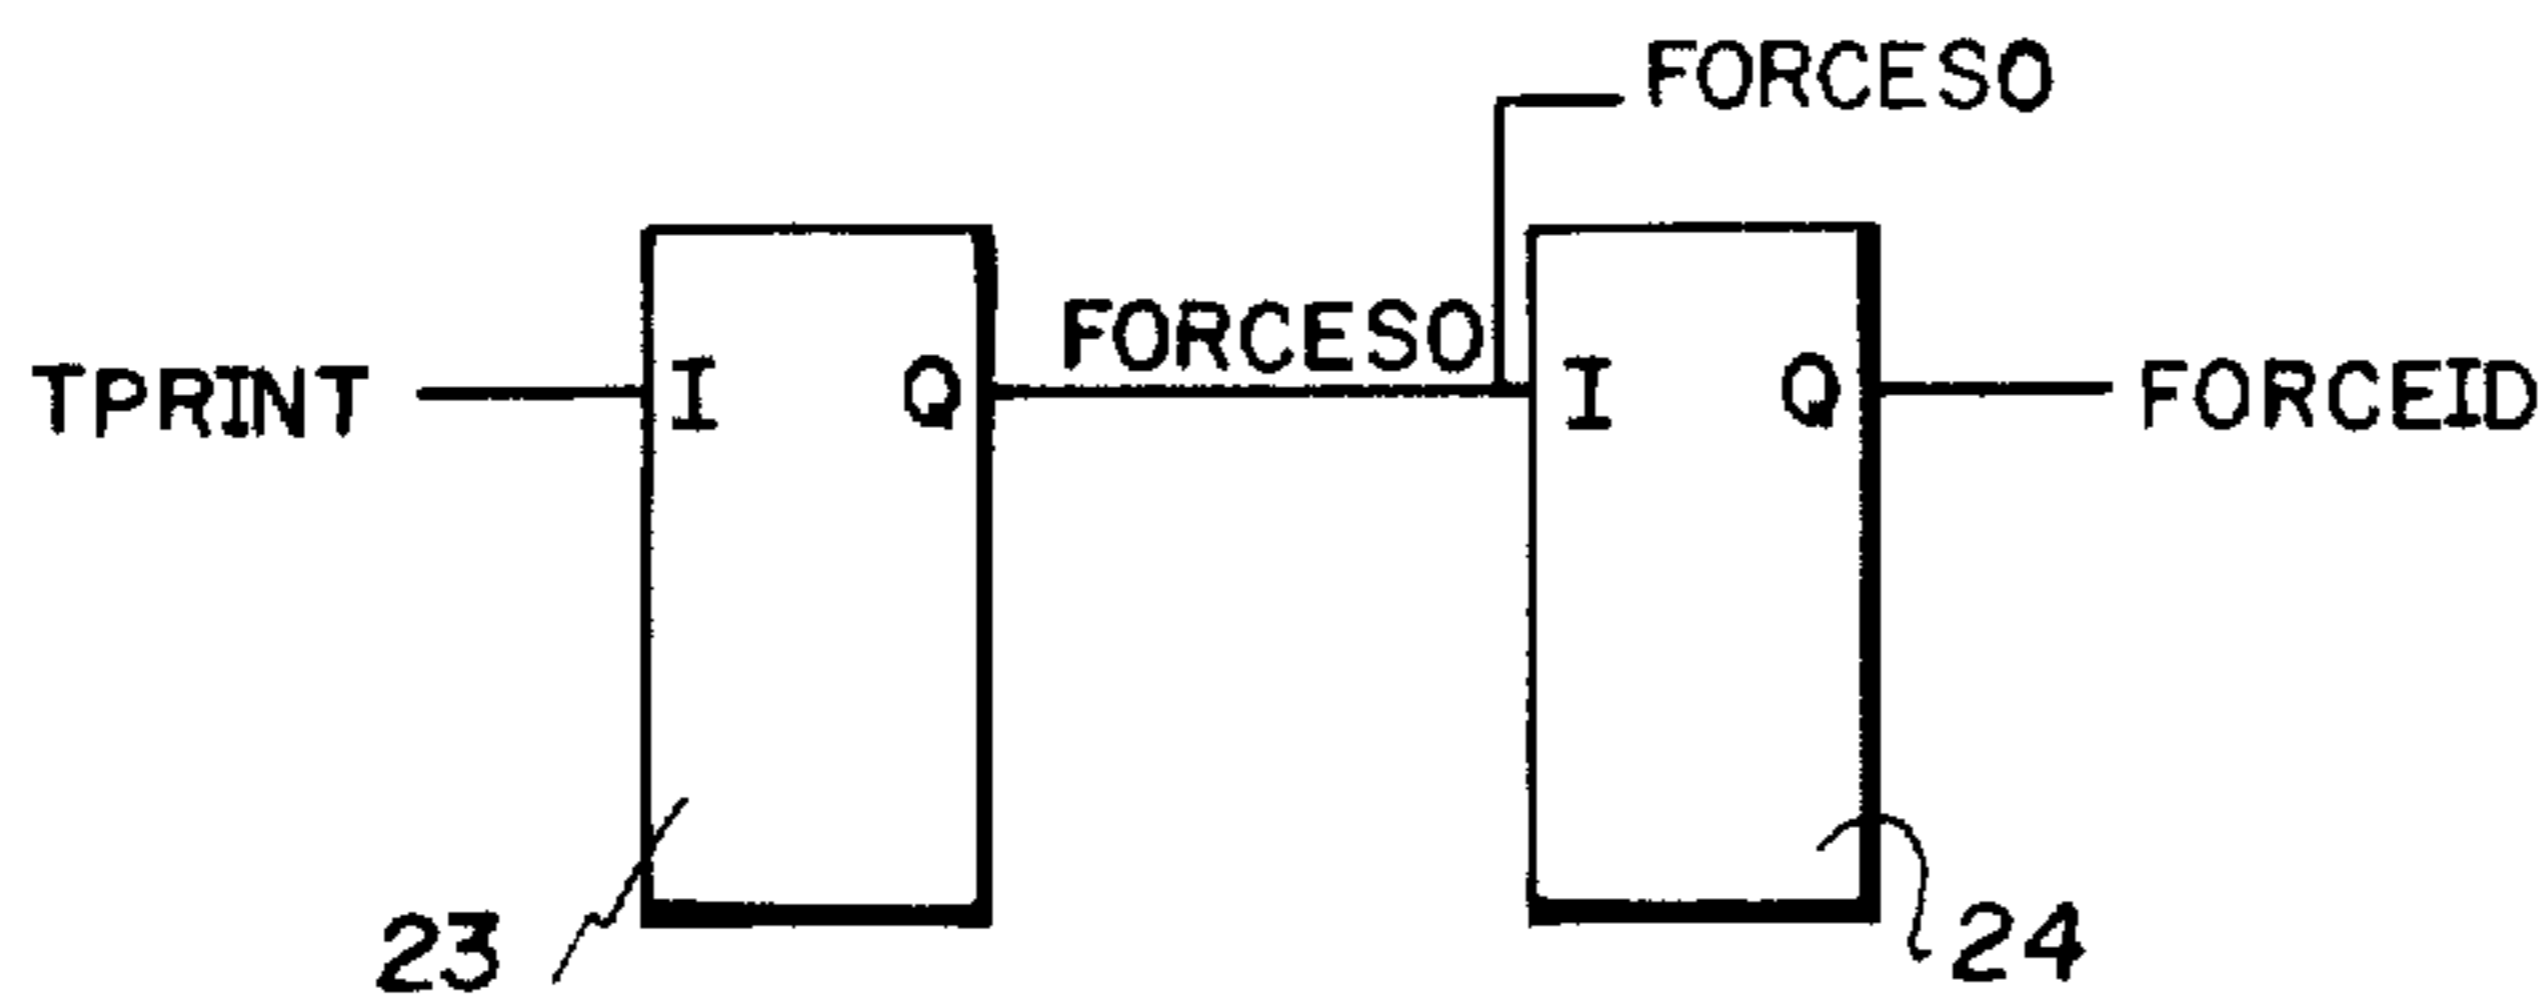 FORCESO
TPRINT I Q FORCESO I Q FORCEID
23 24